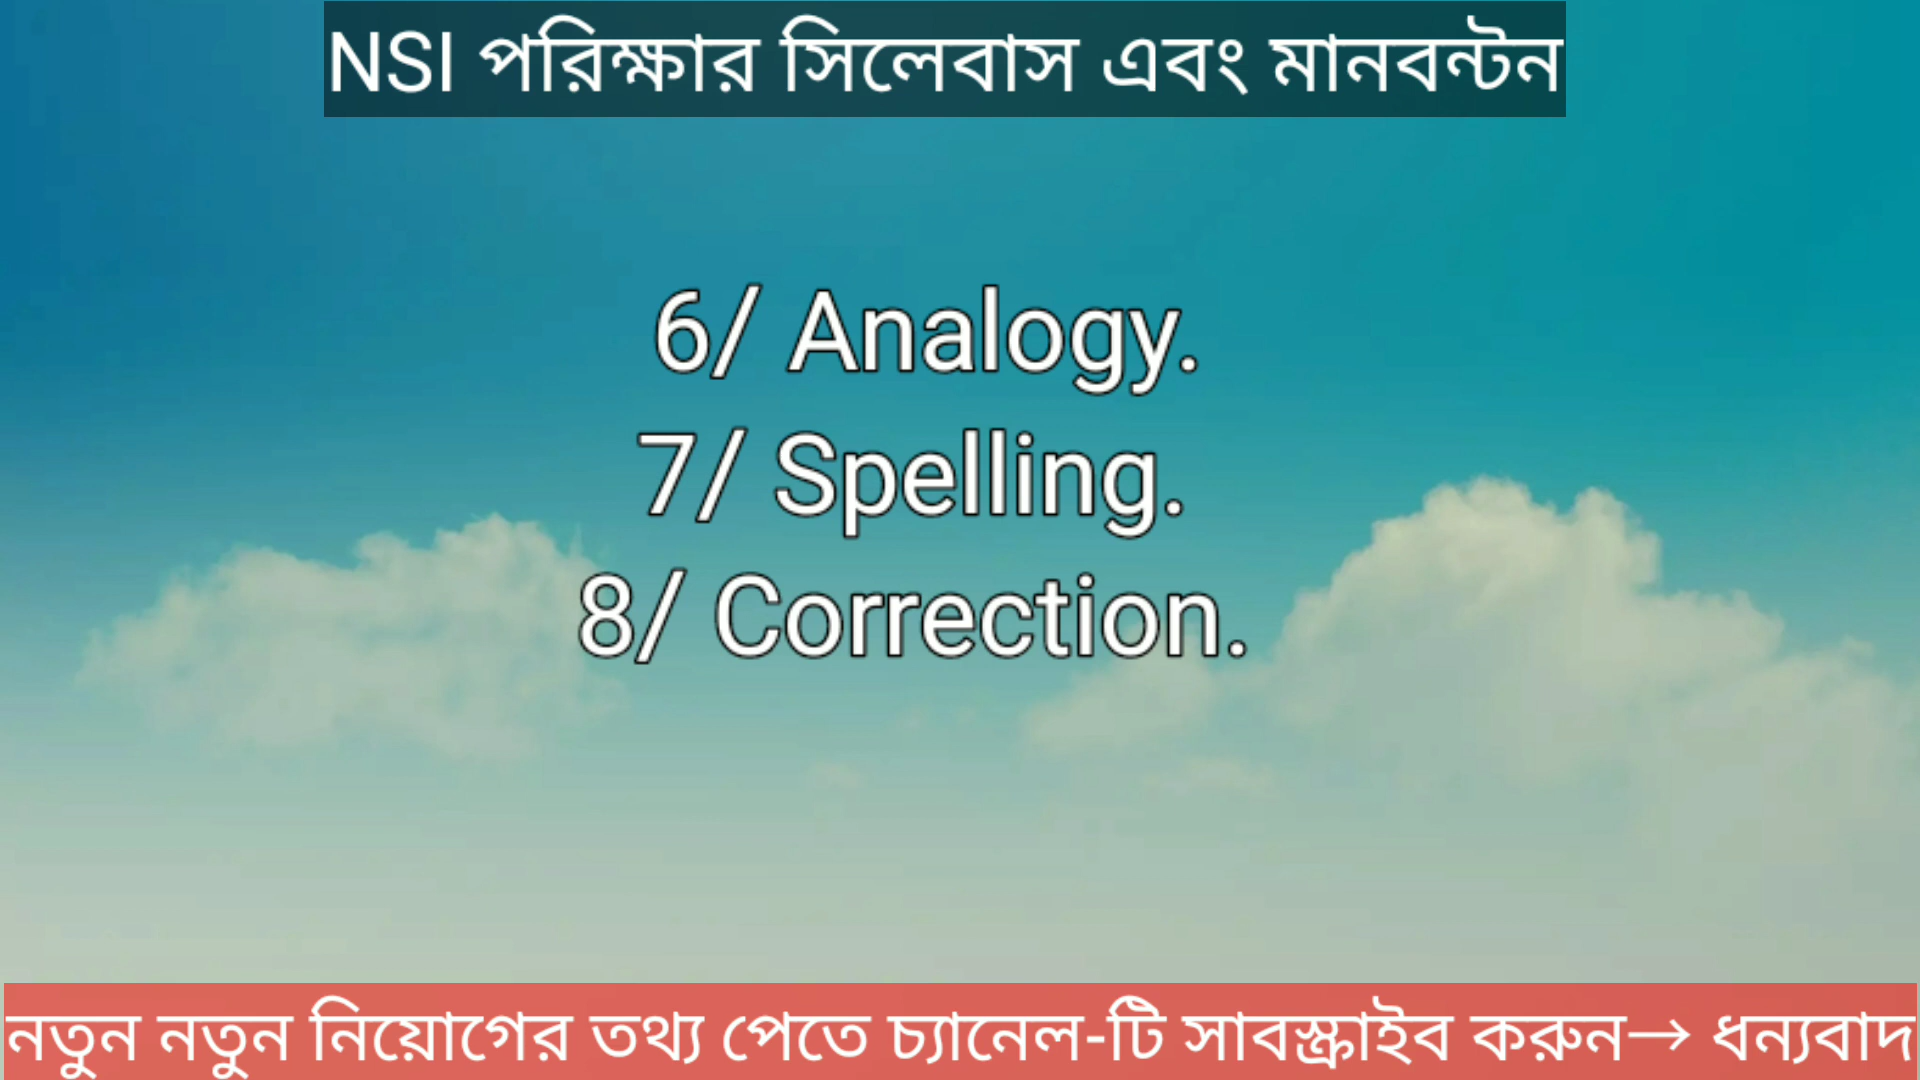 NSI পরিক্ষার সিলেবাস এবং মানবন্টন
6/ Analogy.
7/ Spelling.
8/ Correction.
নতুন নতুন নিয়োগের তথ্য পেতে চ্যানেল-টি সাবস্ক্রাইব করুন→ ধন্যবাদ